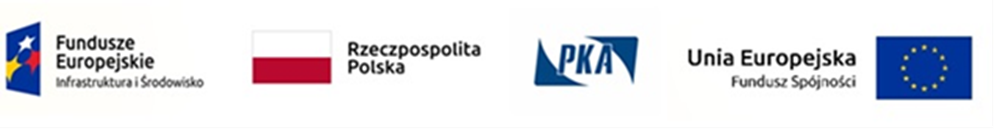 Fundusze
Europejskie
Infrastruktura i Środowisko
Rzeczpospolita
Polska
PKA
Unia Europejska
Fundusz Spójności